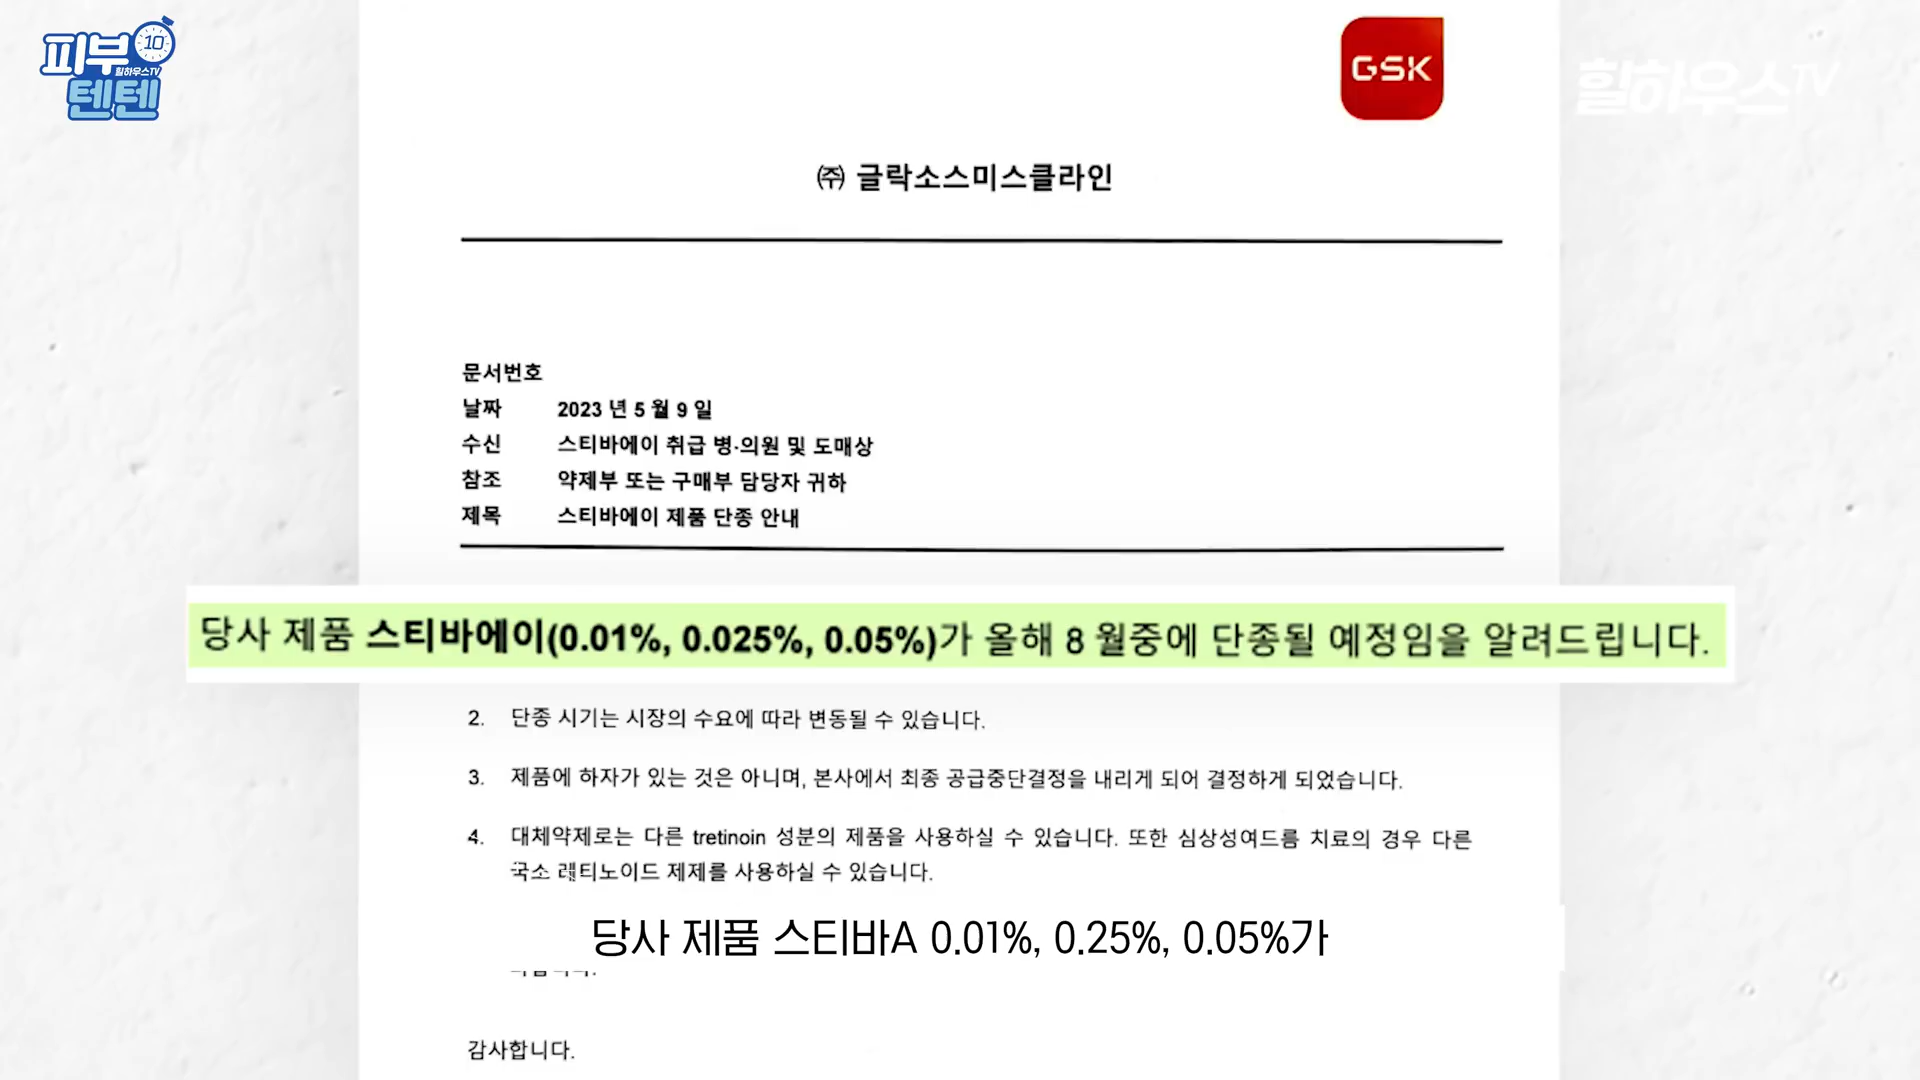 피부
10
힐하우스TV
텐텐
GSK
힐하우스TV
㈜ 글락소스미스클라인
문서번호
날짜 2023 년 5 월 9 일
수신 스티바에이 취급 병·의원 및 도매상
참조 약제부 또는 구매부 담당자 귀하
제목 스티바에이 제품 단종 안내
당사 제품 스티바에이(0.01%, 0.025%, 0.05%)가 올해 8 월중에 단종될 예정임을 알려드립니다.
2. 단종 시기는 시장의 수요에 따라 변동될 수 있습니다.
3. 제품에 하자가 있는 것은 아니며, 본사에서 최종 공급중단결정을 내리게 되어 결정하게 되었습니다.
4. 대체약제로는 다른 tretinoin 성분의 제품을 사용하실 수 있습니다. 또한 심상성여드름 치료의 경우 다른
국소 레티노이드 제제를 사용하실 수 있습니다.
당사 제품 스티바A 0.01%, 0.25%, 0.05%가
감사합니다.